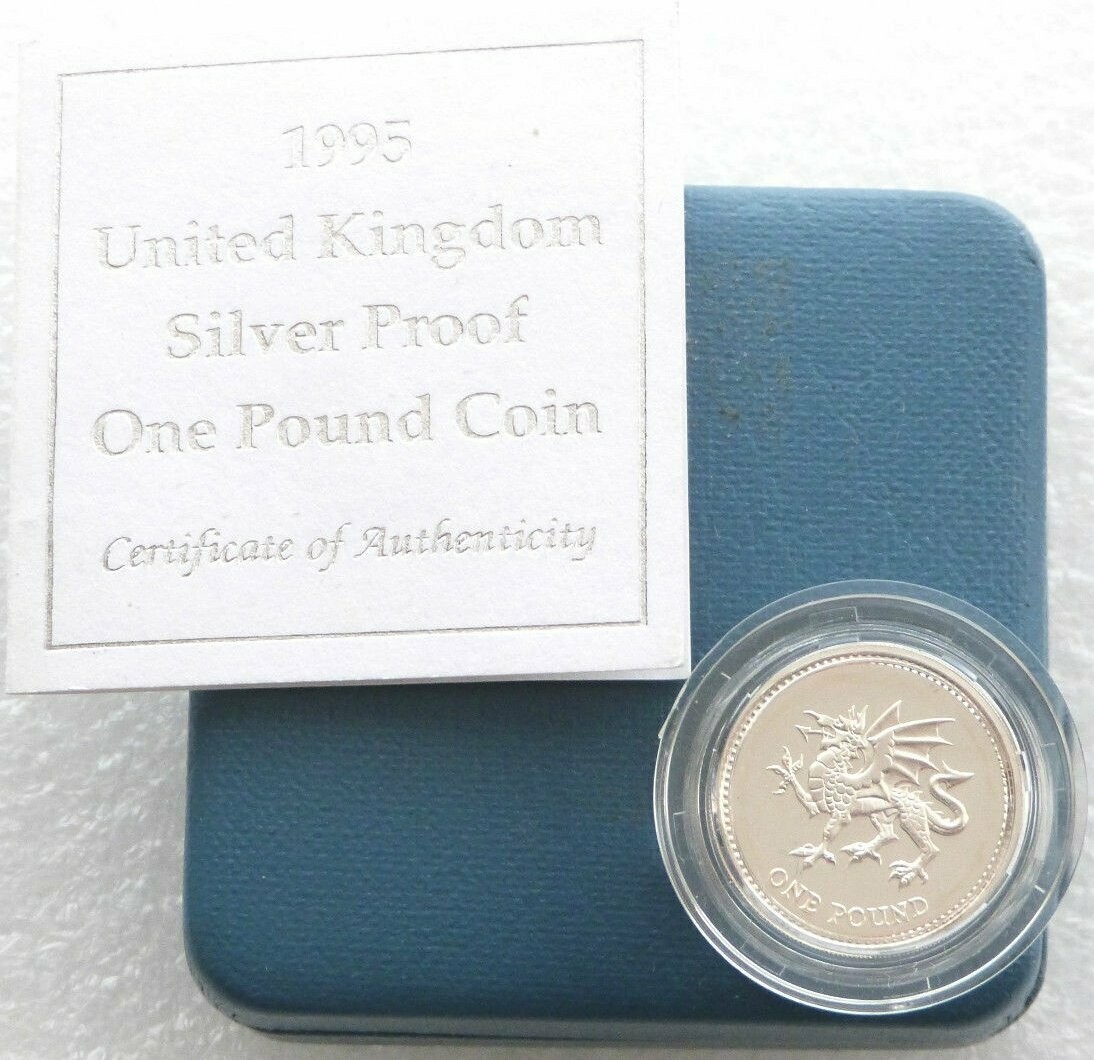 1995
United Kingdom
Silver Proof
One Pound Coin
Certificate of Authenticity
ONE POUND